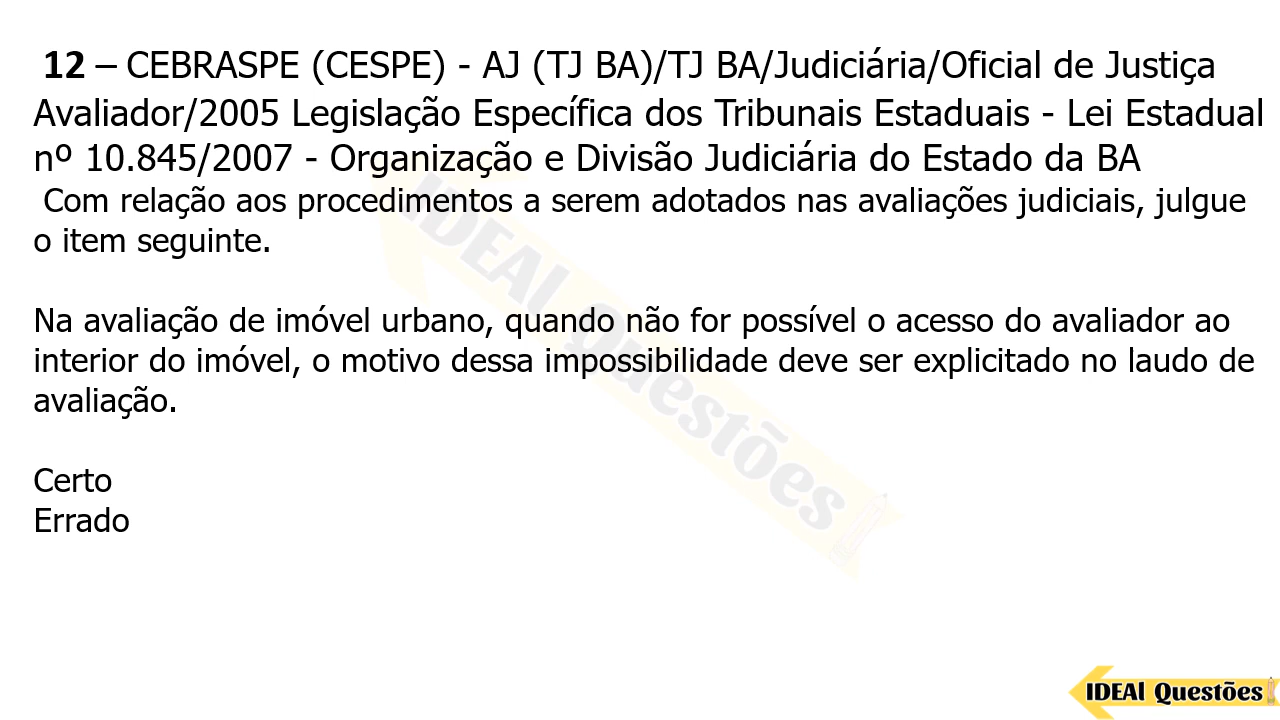 12 – CEBRASPE (CESPE) - AJ (TJ BA)/TJ BA/Judiciária/Oficial de Justiça
Avaliador/2005 Legislação Específica dos Tribunais Estaduais - Lei Estadual
nº 10.845/2007 - Organização e Divisão Judiciária do Estado da BA
Com relação aos procedimentos a serem adotados nas avaliações judiciais, julgue
o item seguinte.
Na avaliação de imóvel urbano, quando não for possível o acesso do avaliador ao
interior do imóvel, o motivo dessa impossibilidade deve ser explicitado no laudo de
avaliação.
Certo
Errado
IDEAl Questões
IDEAl Questões